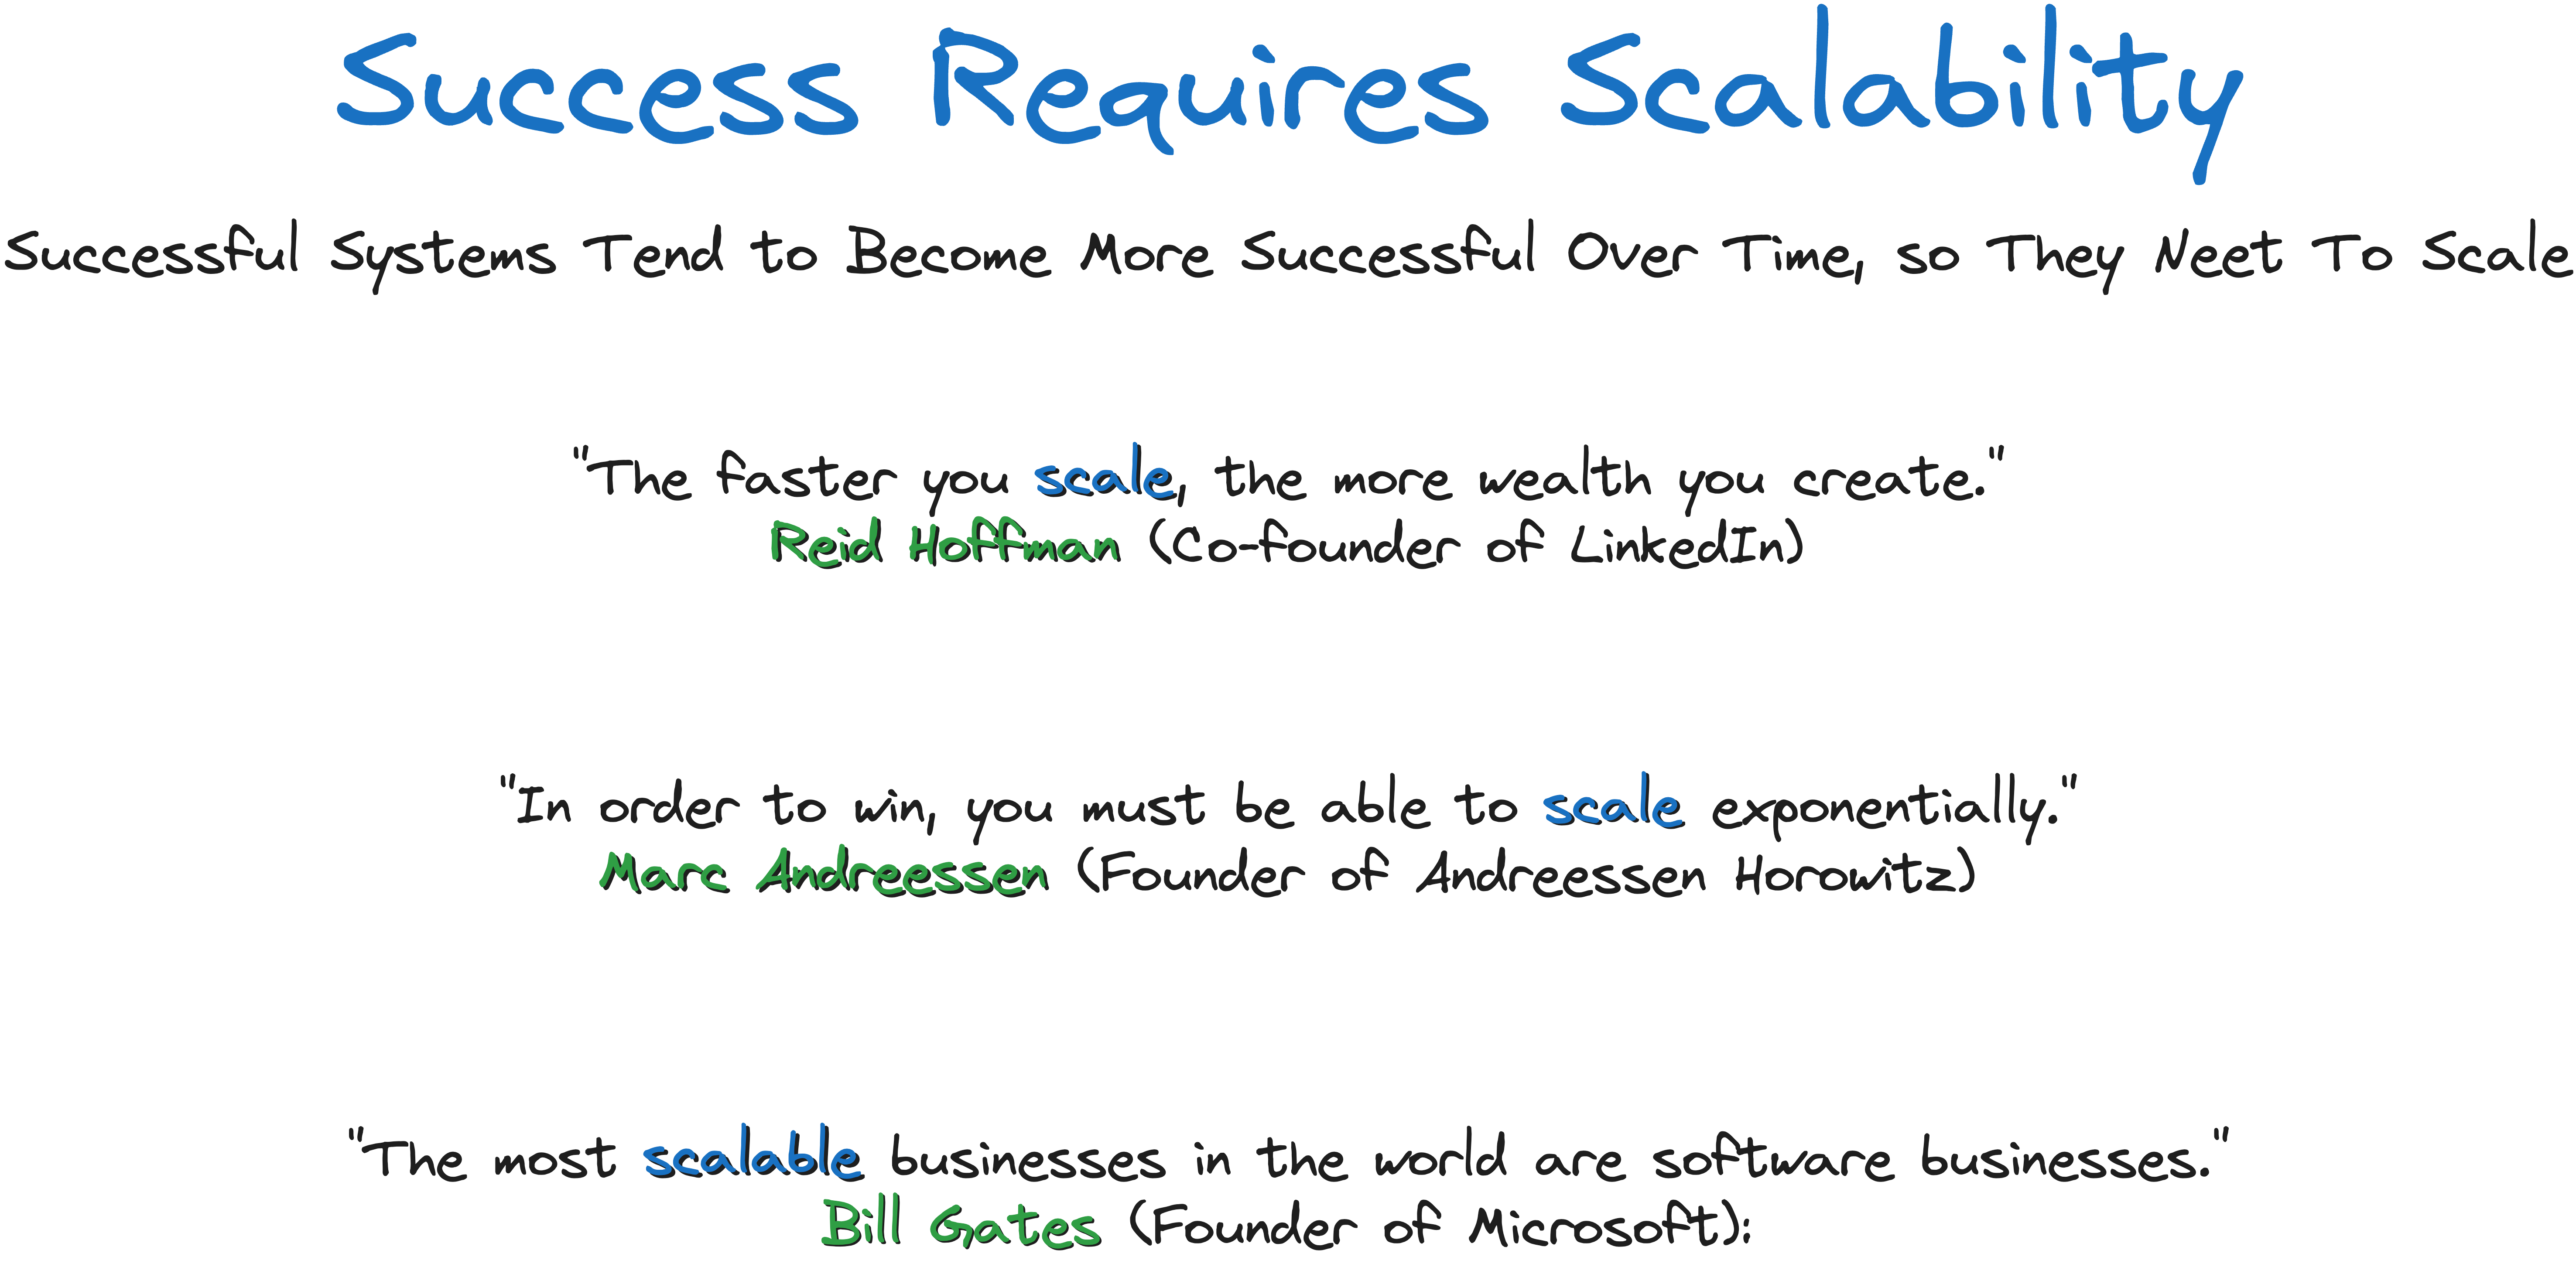 Success Requires Scalability
Successful Systems Tend to Become More Successful Over Time, so They Neet To Scale
"The faster you scale, the more wealth you create."
Reid Hoffman (Co-founder of LinkedIn)
"In order to win, you must be able to scale exponentially."
Marc Andreessen (Founder of Andreessen Horowitz)
"The most scalable businesses in the world are software businesses."
Bill Gates (Founder of Microsoft):